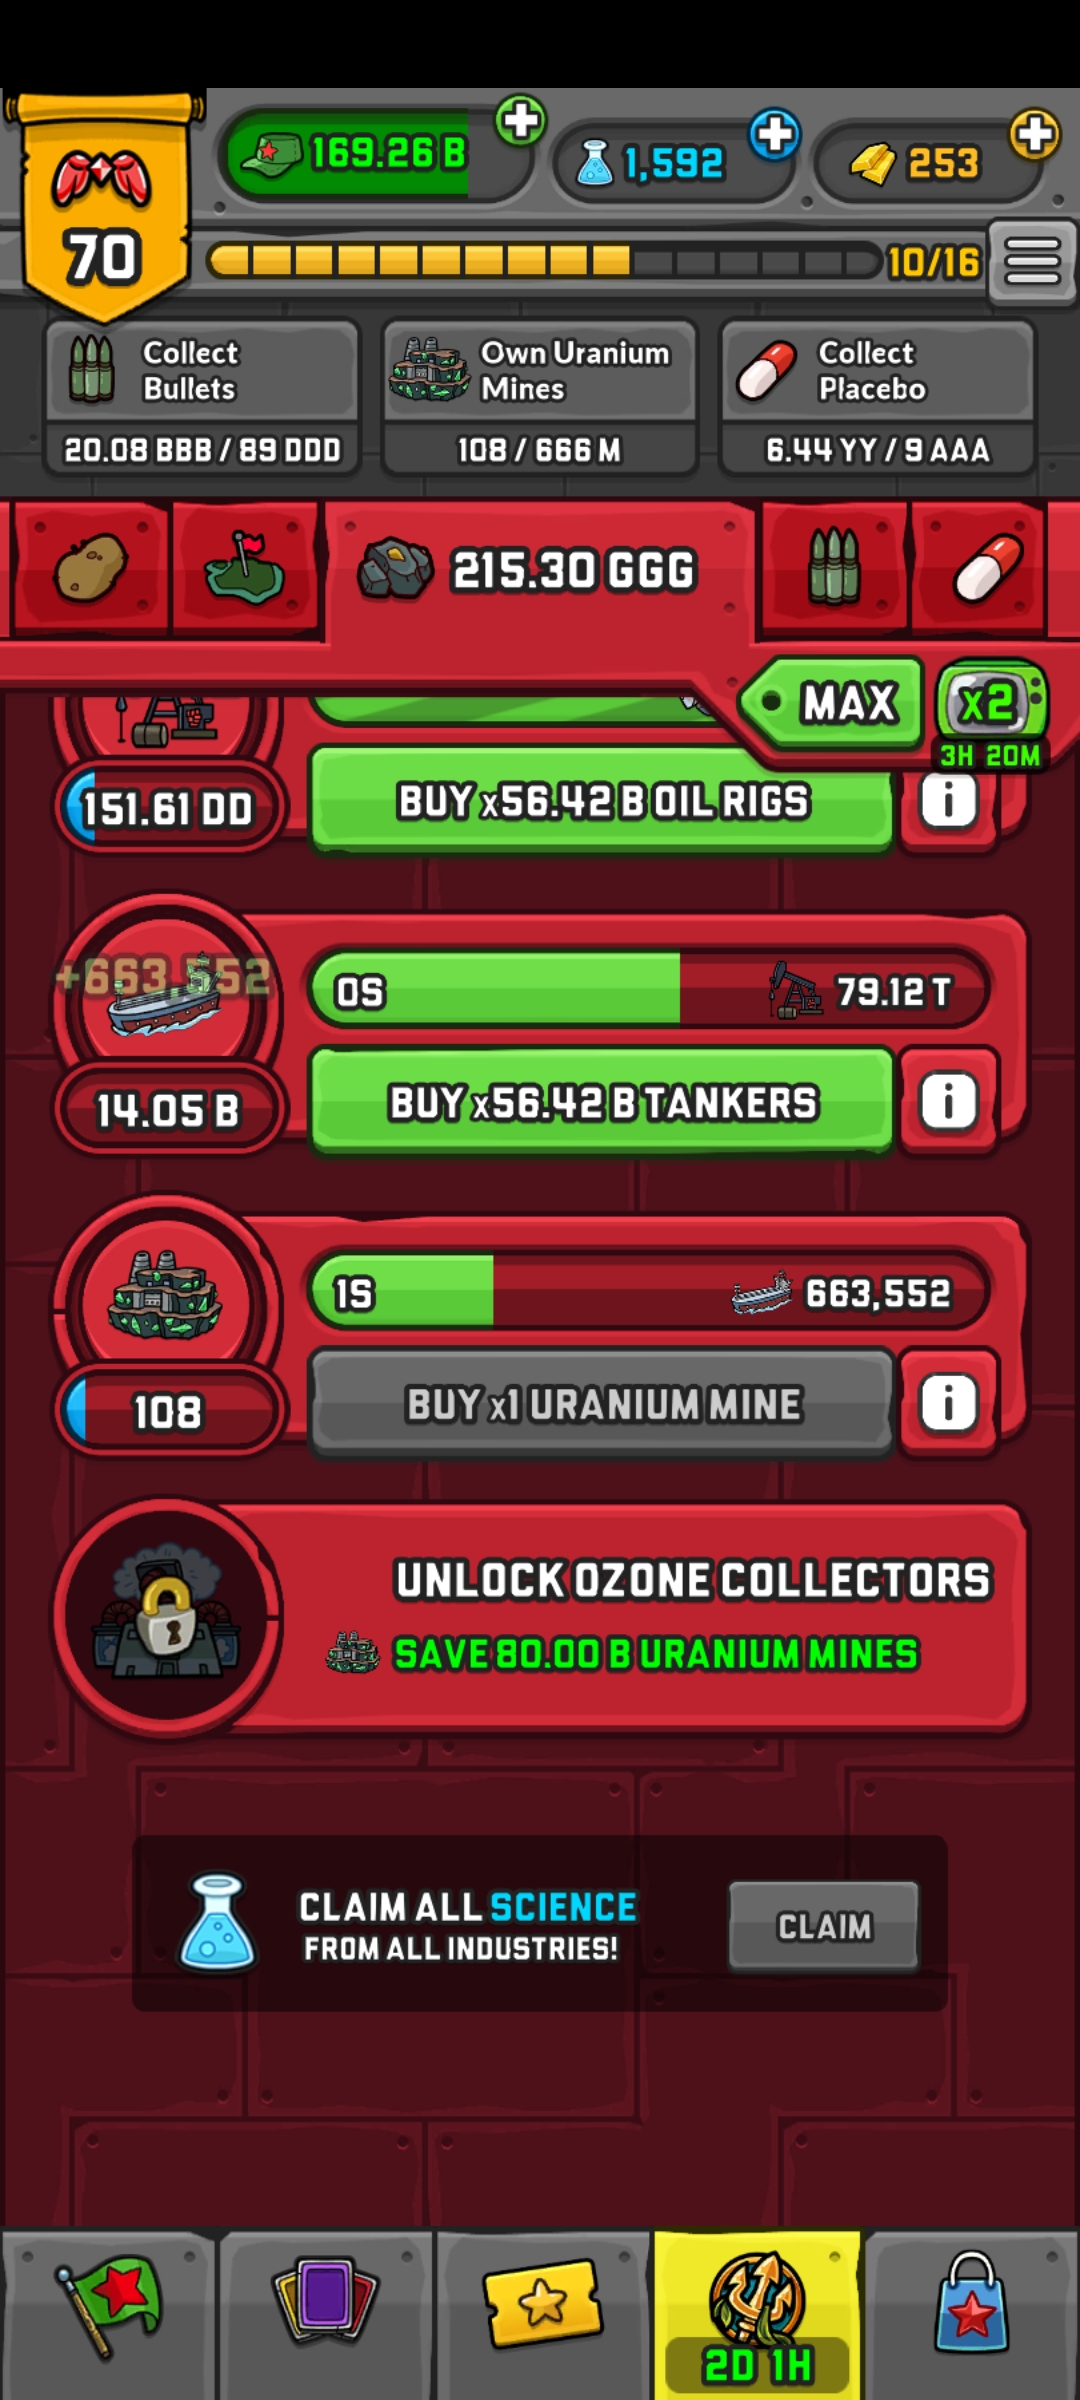 169.26 B
1,592
253
70
10/16
Collect
Bullets
20.08 BBB / 89 DDD
Own Uranium
Mines
108 / 666 M
Collect
Placebo
6.44 YY / 9 AAA
215.30 GGG
MAX
x2
3H 20M
151.61 DD
BUY x56.42 B OIL RIGS
i
+663,552
0S
79.12 T
14.05 B
BUY x56.42 B TANKERS
i
1S
663,552
108
BUY x1 URANIUM MINE
i
UNLOCK OZONE COLLECTORS
SAVE 80.00 B URANIUM MINES
CLAIM ALL SCIENCE
FROM ALL INDUSTRIES!
CLAIM
2D 1H